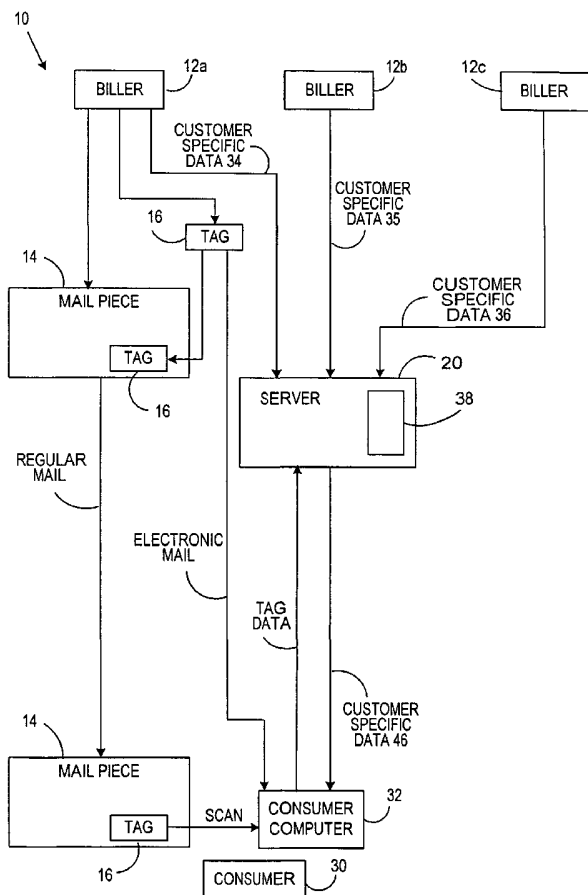 10
12a
12b
12c
BILLER
BILLER
BILLER
CUSTOMER
SPECIFIC
DATA 34
CUSTOMER
SPECIFIC
DATA 35
16
TAG
14
MAIL PIECE
TAG
16
CUSTOMER
SPECIFIC
DATA 36
20
SERVER
38
REGULAR
MAIL
ELECTRONIC
MAIL
TAG
DATA
CUSTOMER
SPECIFIC
DATA 46
14
MAIL PIECE
TAG
16
SCAN
CONSUMER
COMPUTER
32
CONSUMER
30